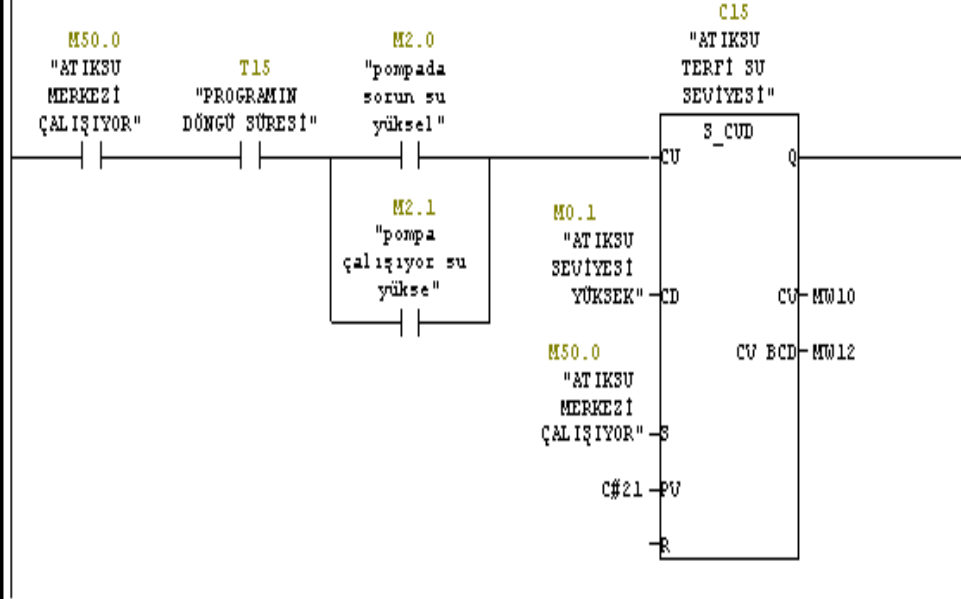 M50.0
"ATIKSU
MERKEZİ
ÇALIŞIYOR"
T15
"PROGRAMIN
DÖNGÜ SÜRESİ"
M2.0
"pompada
sorun su
yüksel"
M2.1
"pompa
çalışıyor su
yükse"
C15
"ATIKSU
TERFİ SU
SEVİYESİ"
S_CUD
CU
Q
M0.1
"ATIKSU
SEVİYESİ
YÜKSEK"
CD
CV
MW10
CV BCD
MW12
M50.0
"ATIKSU
MERKEZİ
ÇALIŞIYOR"
S
C#21
PV
R